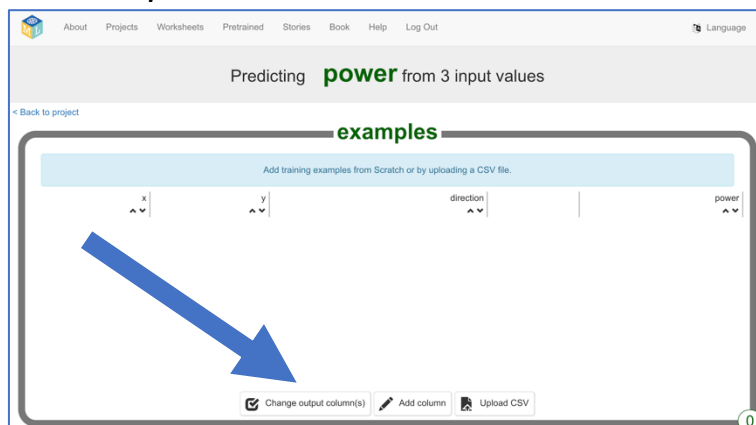 About Projects Worksheets Pretrained Stories Book Help Log Out Language
Predicting power from 3 input values
< Back to project
examples
Add training examples from Scratch or by uploading a CSV file.
x y direction power
Change output column(s) Add column Upload CSV
0